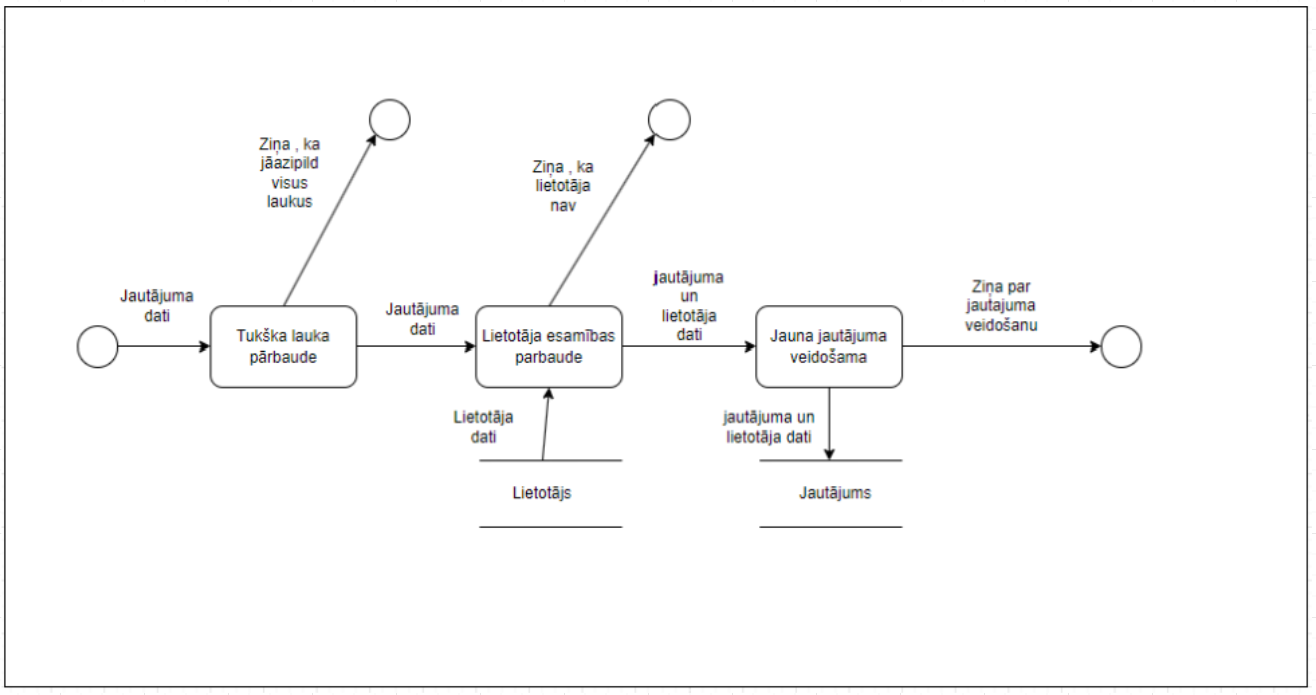 Ziņa , ka
jāazipild
visus
laukus
Ziņa , ka
lietotāja
nav
Jautājuma
dati
Tukška lauka
pārbaude
Jautājuma
dati
Lietotāja esamības
parbaude
jautājuma
un
lietotāja
dati
Jauna jautājuma
veidošama
Ziņa par
jautajuma
veidošanu
Lietotāja
dati
jautājuma un
lietotāja dati
Lietotājs
Jautājums